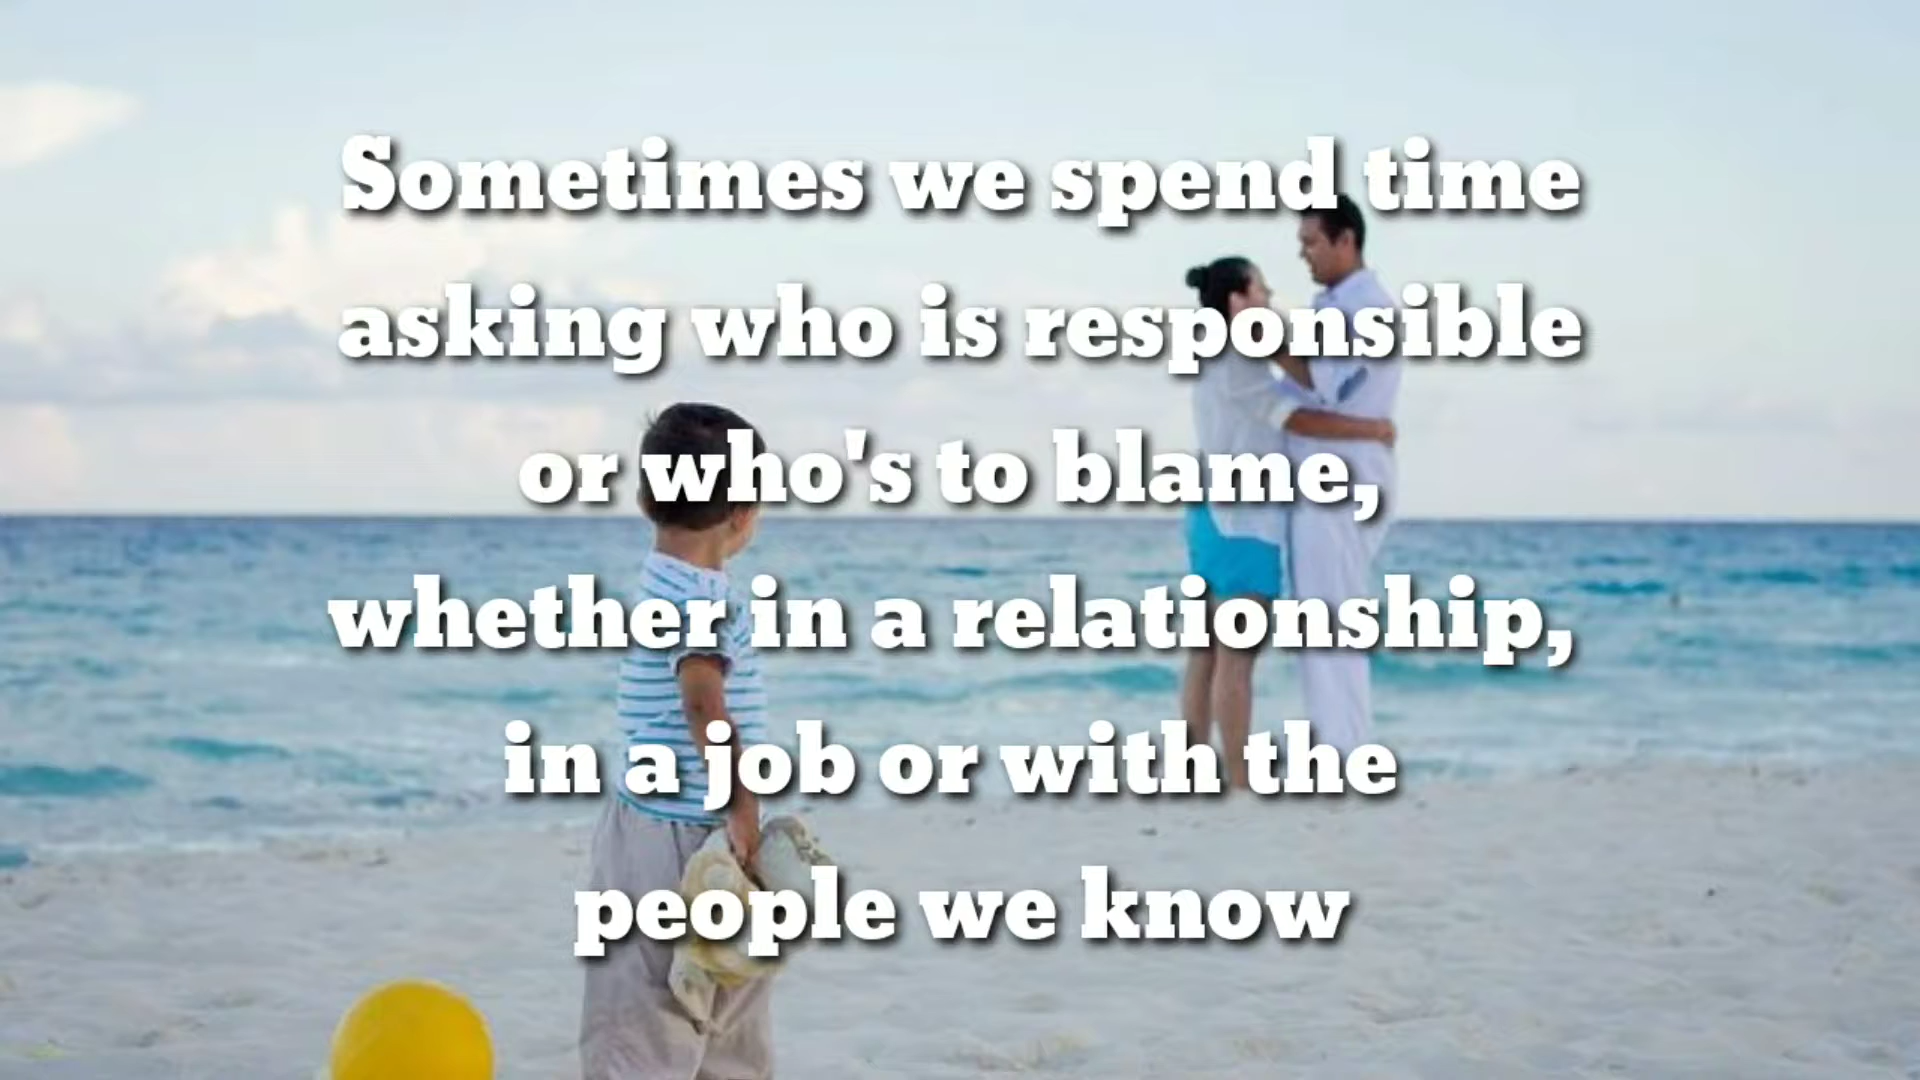 Sometimes we spend time
asking who is responsible
or who's to blame,
whether in a relationship,
in a job or with the
people we know